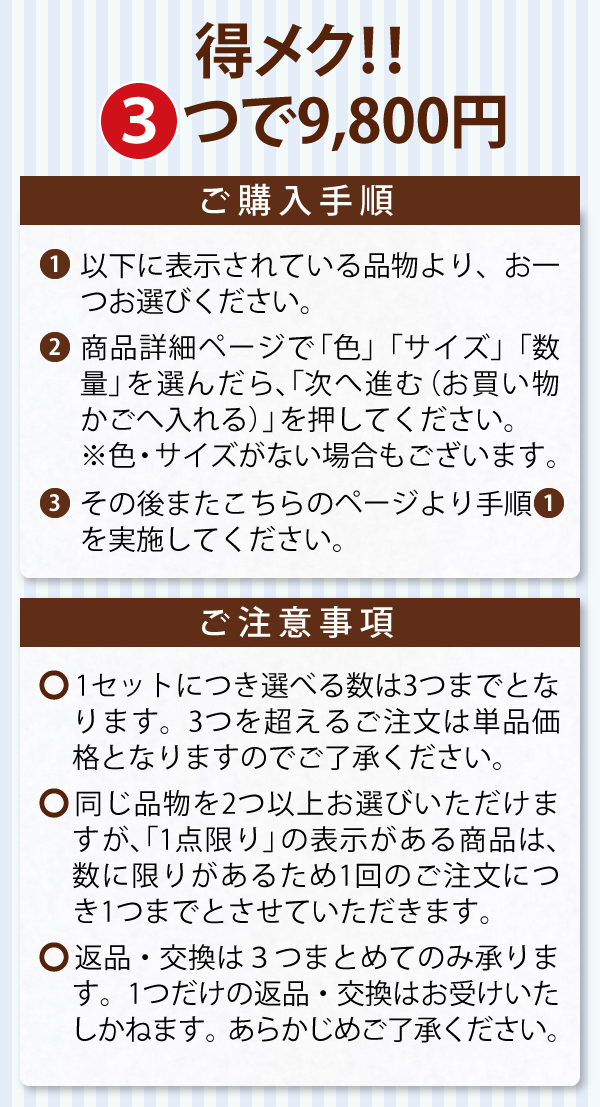 得メク!!
3つで9,800円
ご購入手順
❶ 以下に表示されている品物より、お一
つお選びください。
❷ 商品詳細ページで「色」「サイズ」「数
量」を選んだら、「次へ進む(お買い物
かごへ入れる)」を押してください。
※色・サイズがない場合もございます。
❸ その後またこちらのページより手順❶
を実施してください。
ご注意事項
○ 1セットにつき選べる数は3つまでとな
ります。3つを超えるご注文は単品価
格となりますのでご了承ください。
○ 同じ品物を2つ以上お選びいただけま
すが、「1点限り」の表示がある商品は、
数に限りがあるため1回のご注文につ
き1つまでとさせていただきます。
○ 返品・交換は３つまとめてのみ承りま
す。1つだけの返品・交換はお受けいた
しかねます。あらかじめご了承ください。